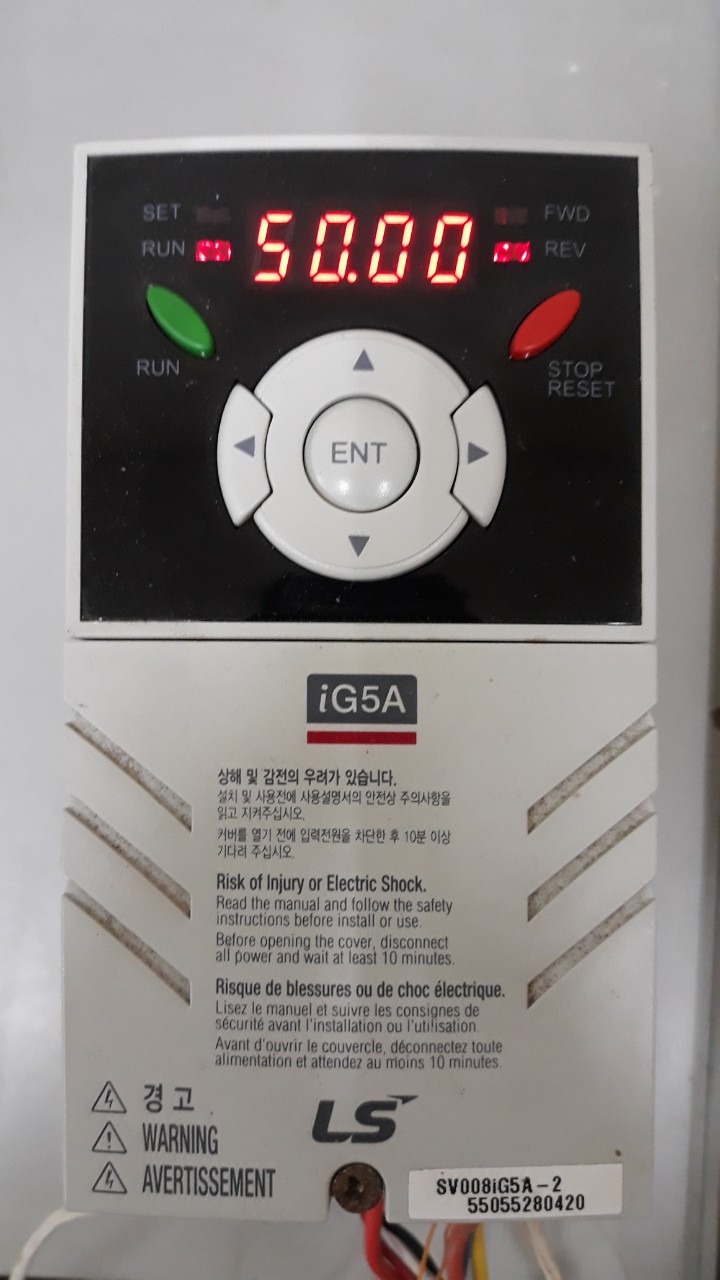 SET
50.00
FWD
RUN
REV
RUN
STOP
RESET
ENT
iG5A
상해 및 감전의 우려가 있습니다.
설치 및 사용전에 사용설명서의 안전상 주의사항을
읽고 지켜주십시오.
커버를 열기 전에 입력전원을 차단한 후 10분 이상
기다려 주십시오.
Risk of Injury or Electric Shock.
Read the manual and follow the safety
instructions before install or use.
Before opening the cover, disconnect
all power and wait at least 10 minutes.
Risque de blessures ou de choc électrique.
Lisez le manuel et suivre les consignes de
sécurité avant l'installation ou l'utilisation.
Avant d'ouvrir le couvercle, déconnectez toute
alimentation et attendez au moins 10 minutes.
경고
WARNING
AVERTISSEMENT
LS
SV008iG5A-2
55055280420